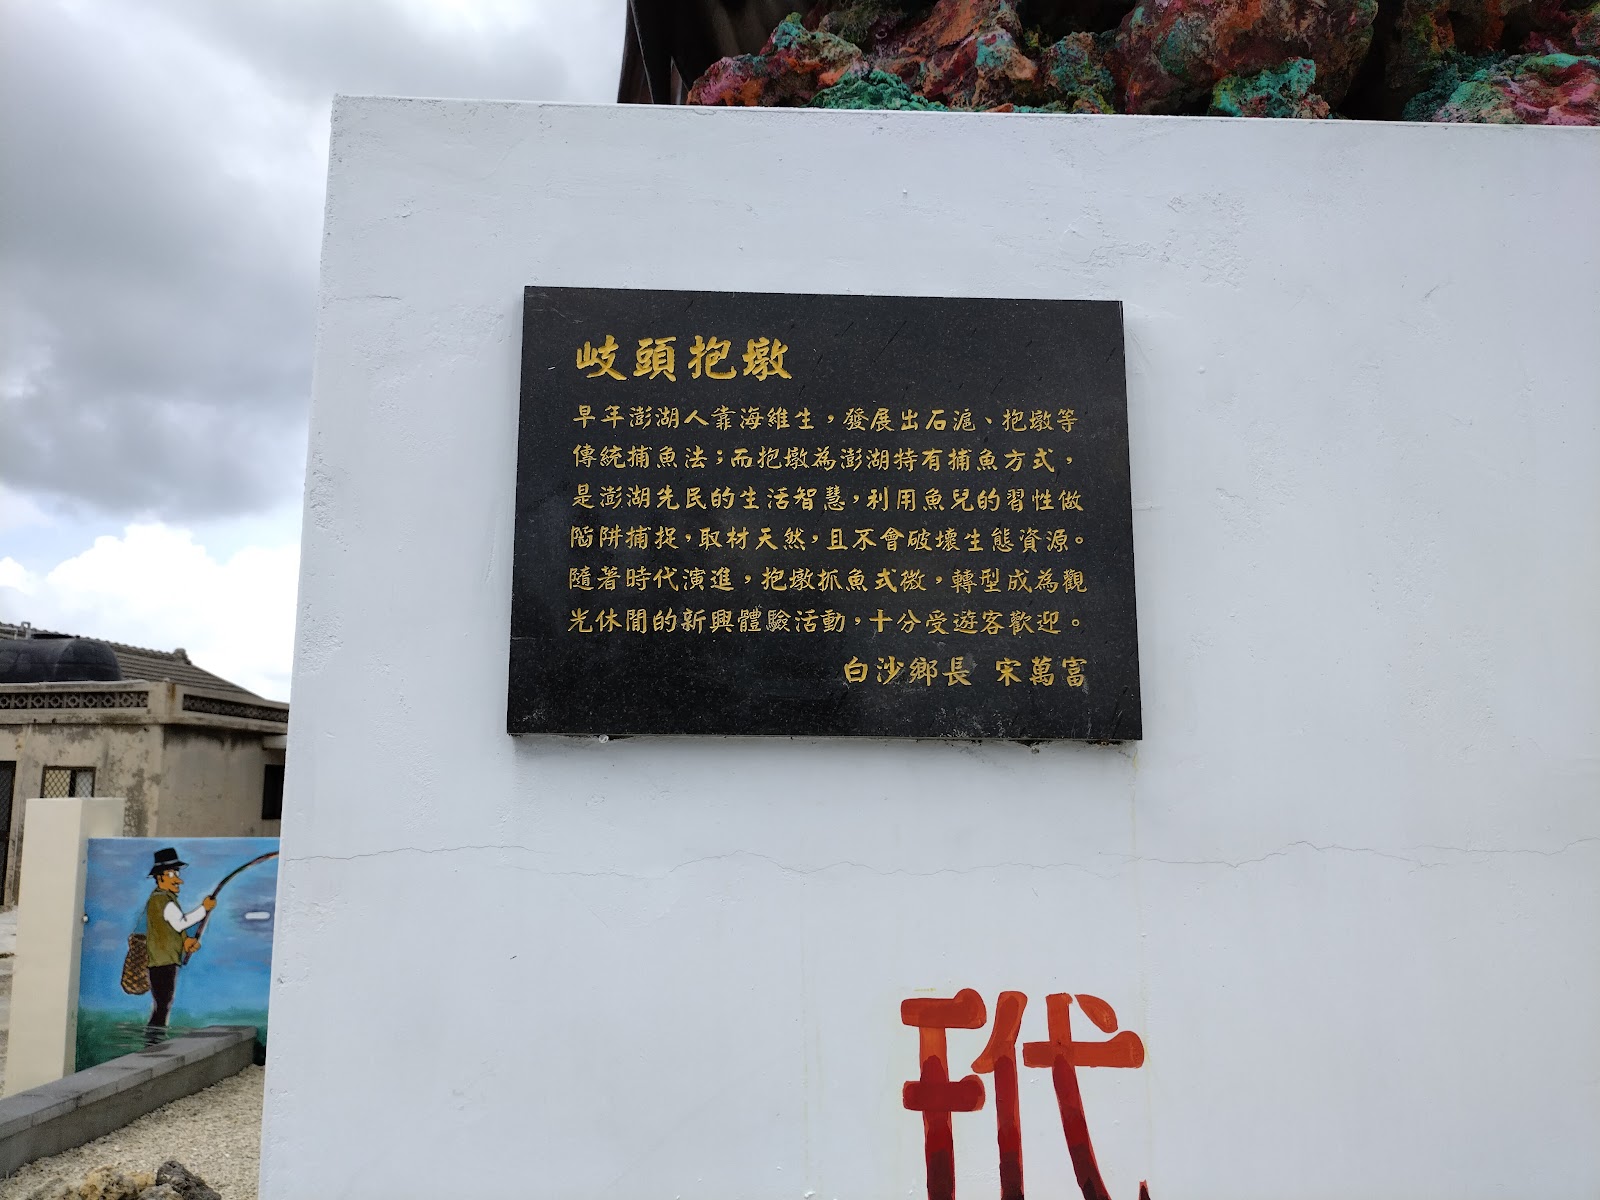 岐頭抱墩
早年澎湖人靠海維生，發展出石滬、抱墩等
傳統捕魚法；而抱墩為澎湖特有捕魚方式，
是澎湖先民的生活智慧，利用魚兒的習性做
陷阱捕捉，取材天然，且不會破壞生態資源。
隨著時代演進，抱墩抓魚式微，轉型成為觀
光休閒的新興體驗活動，十分受遊客歡迎。
白沙鄉長 宋萬富
玳